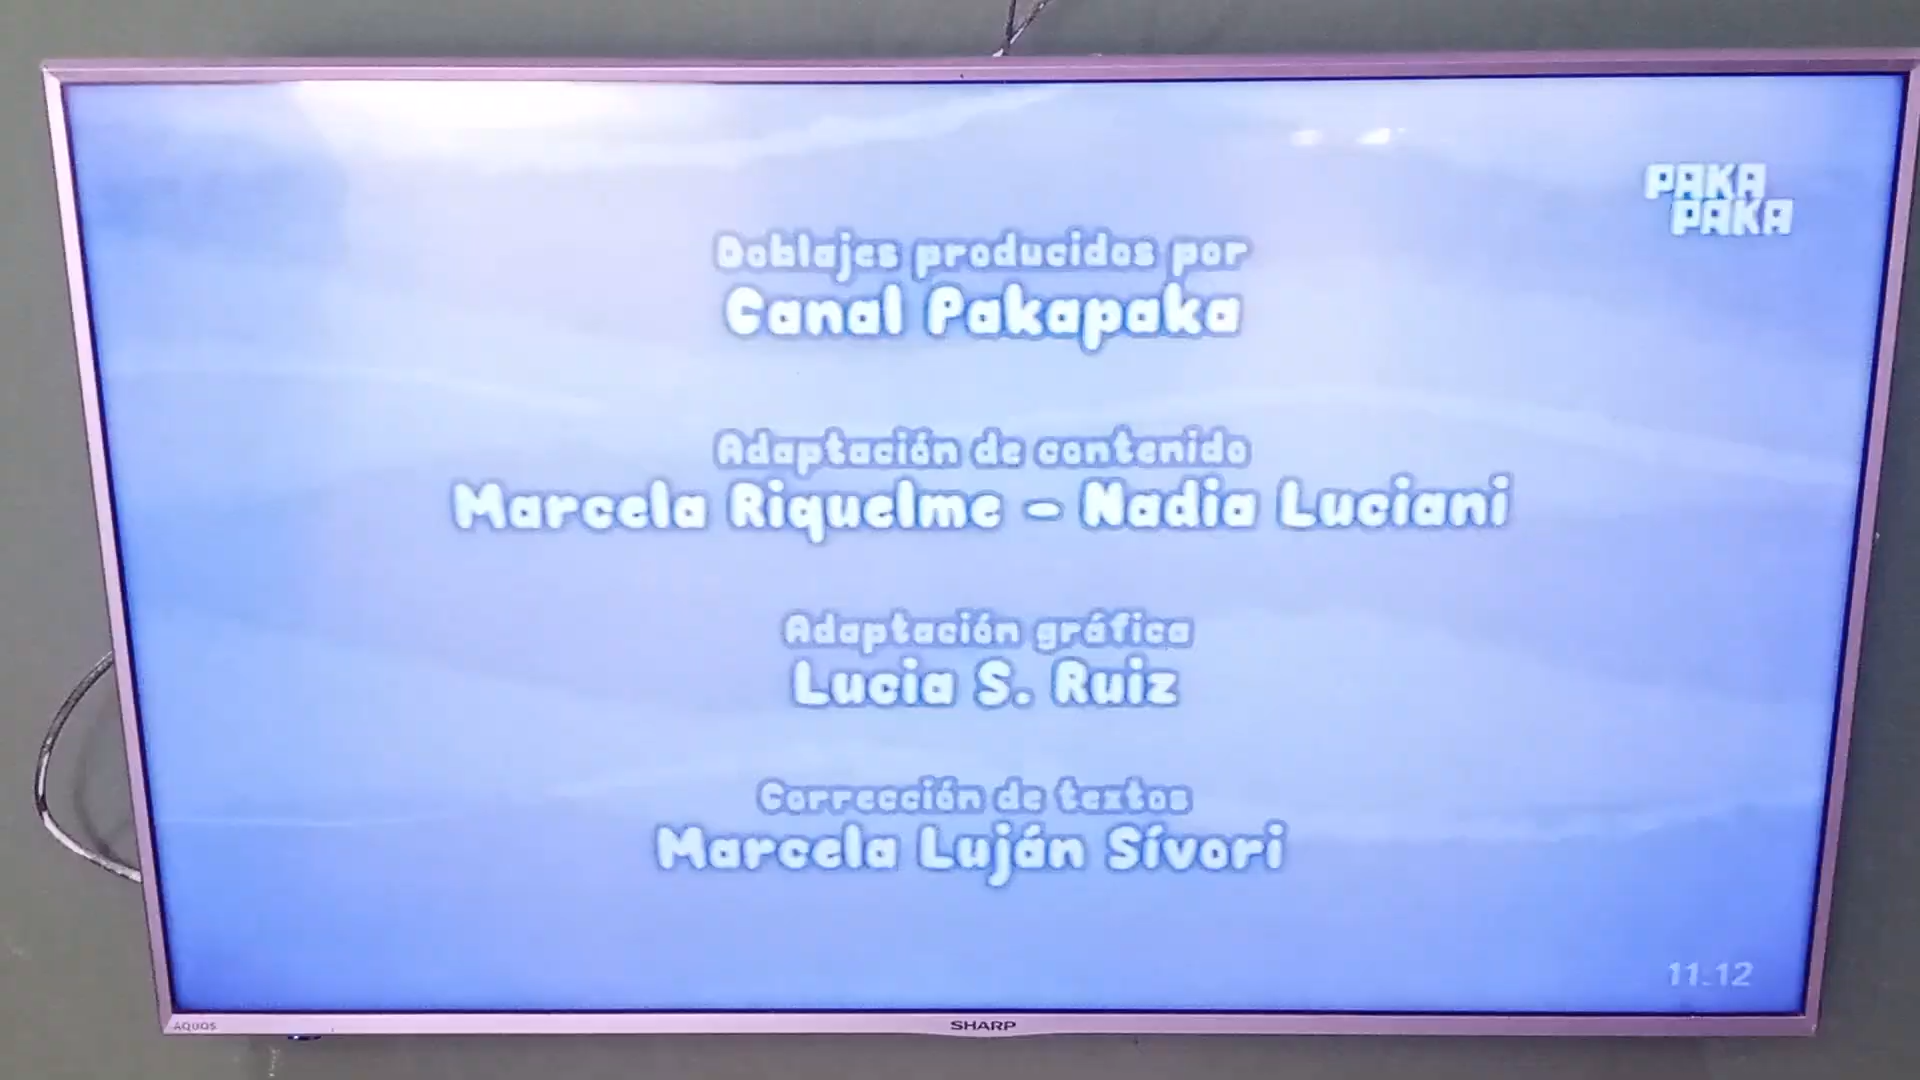 PAKA
PAKA
Doblajes producidos por
Canal Pakapaka
Adaptación de contenido
Marcela Riquelme - Nadia Luciani
Adaptación gráfica
Lucia S. Ruiz
Corrección de textos
Marcela Luján Sívori
11.12
AQUOS
SHARP